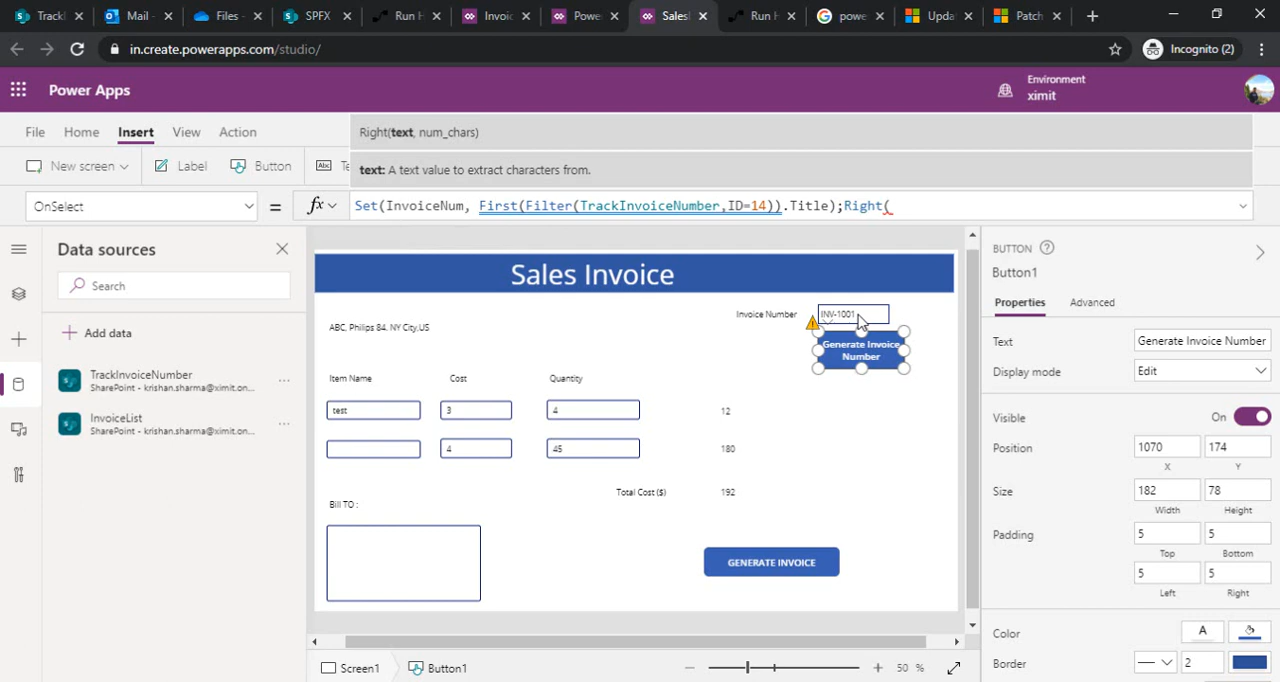 TrackI
Mail -
Files -
SPFX
Run H
Invoic
Powe
Sales
Run H
powe
Upda
Patch
in.create.powerapps.com/studio/
Incognito (2)
Power Apps
Environment
ximit
File
Home
Insert
View
Action
Right(text, num_chars)
New screen
Label
Button
Abc
Te
text: A text value to extract characters from.
OnSelect
=
fx
Set(InvoiceNum, First(Filter(TrackInvoiceNumber,ID=14)).Title);Right(
Data sources
Search
Add data
TrackInvoiceNumber
SharePoint - krishan.sharma@ximit.on...
InvoiceList
SharePoint - krishan.sharma@ximit.on...
Sales Invoice
ABC, Philips 84. NY City,US
Invoice Number
INV-1001
Generate Invoice
Number
Item Name
Cost
Quantity
test
3
4
12
4
45
180
Total Cost ($)
192
Bill TO :
GENERATE INVOICE
Screen1
Button1
50 %
BUTTON
Button1
Properties
Advanced
Text
Generate Invoice Number
Display mode
Edit
Visible
On
Position
1070
174
X
Y
Size
182
78
Width
Height
Padding
5
5
Top
Bottom
5
5
Left
Right
Color
A
Border
2